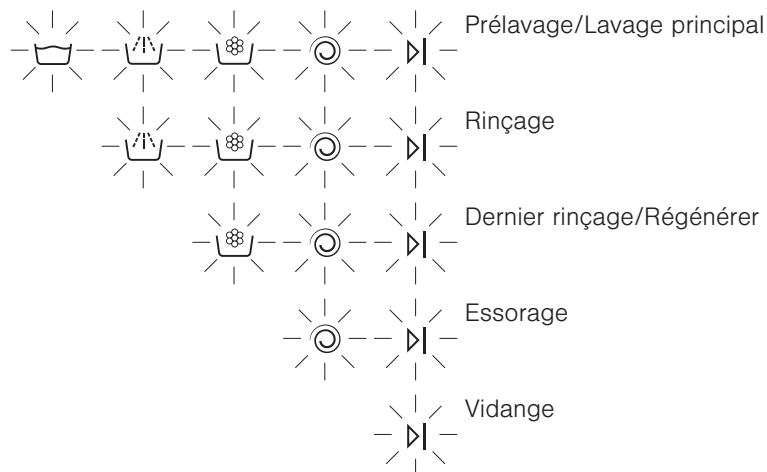 Prélavage/Lavage principal
Rinçage
Dernier rinçage/Régénérer
Essorage
Vidange